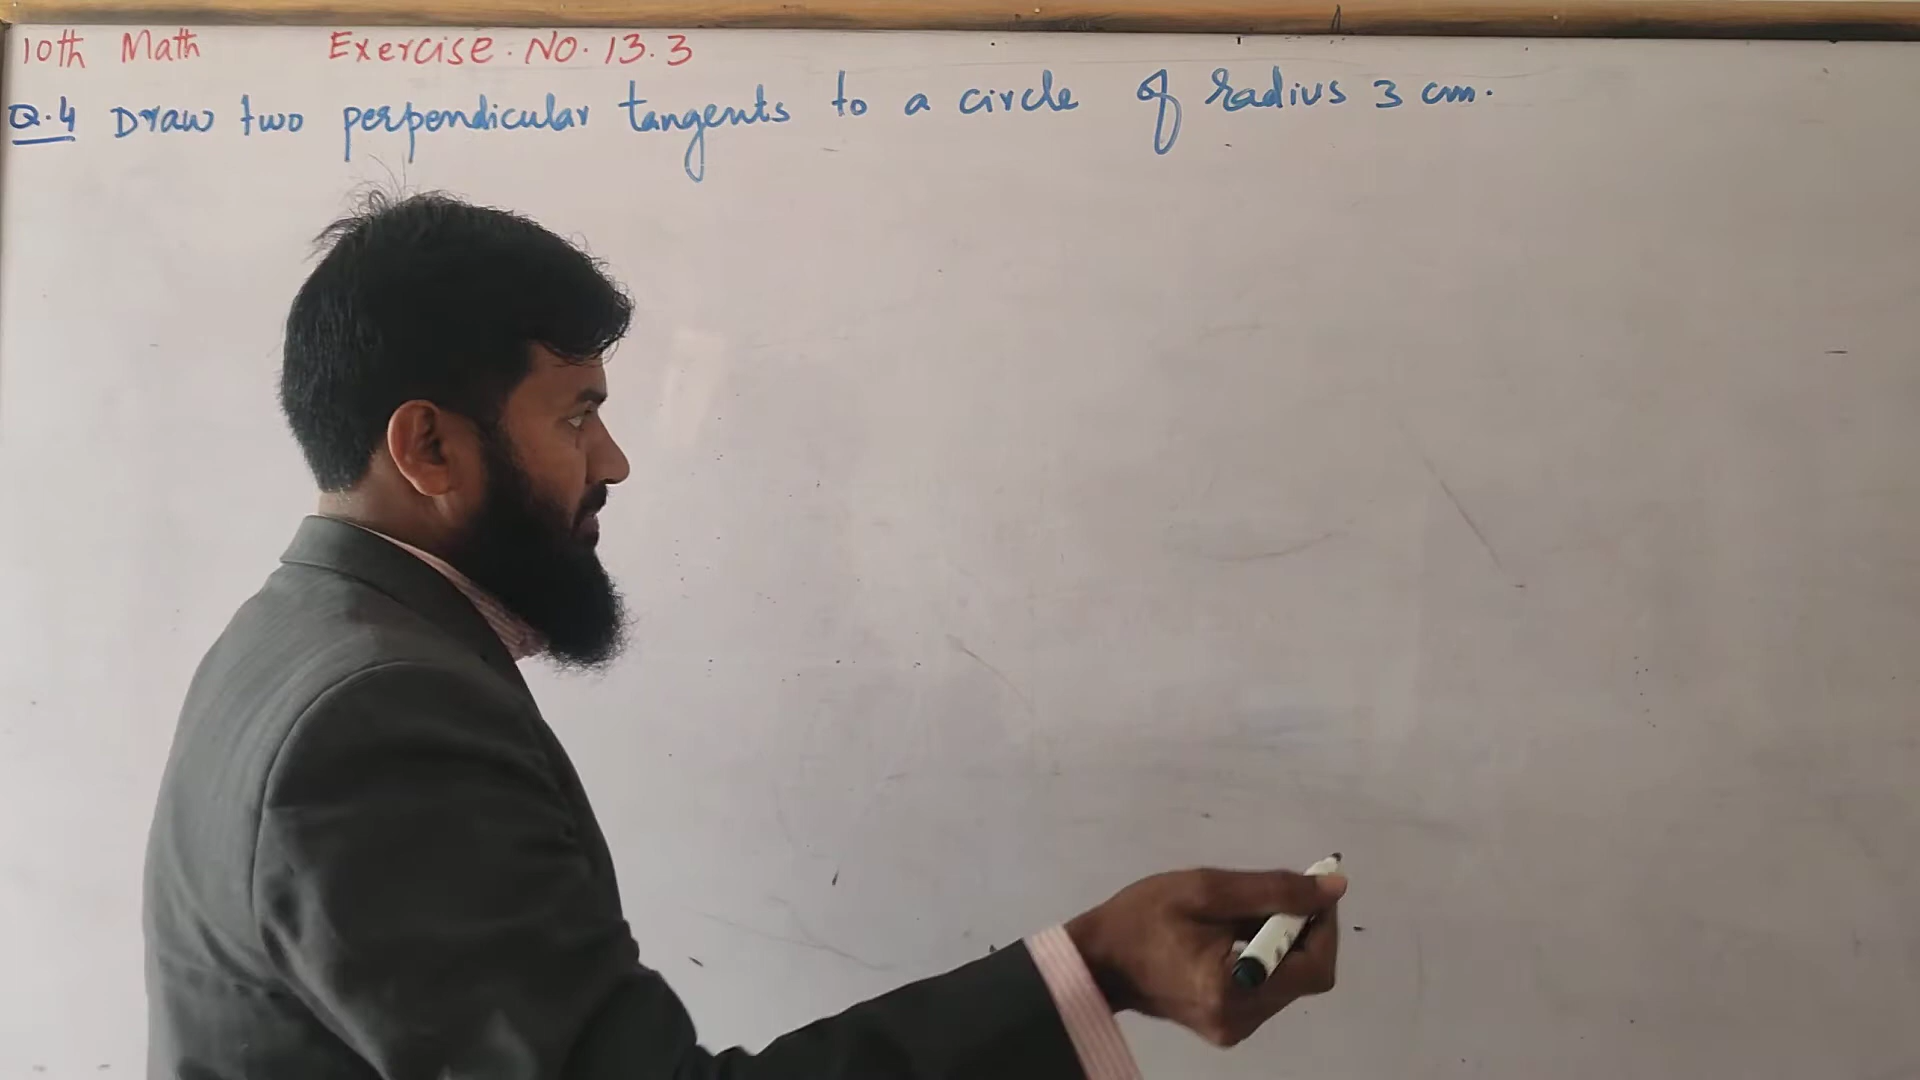 10th Math Exercise. No. 13.3
Q.4 Draw two perpendicular tangents to a circle of radius 3 cm.